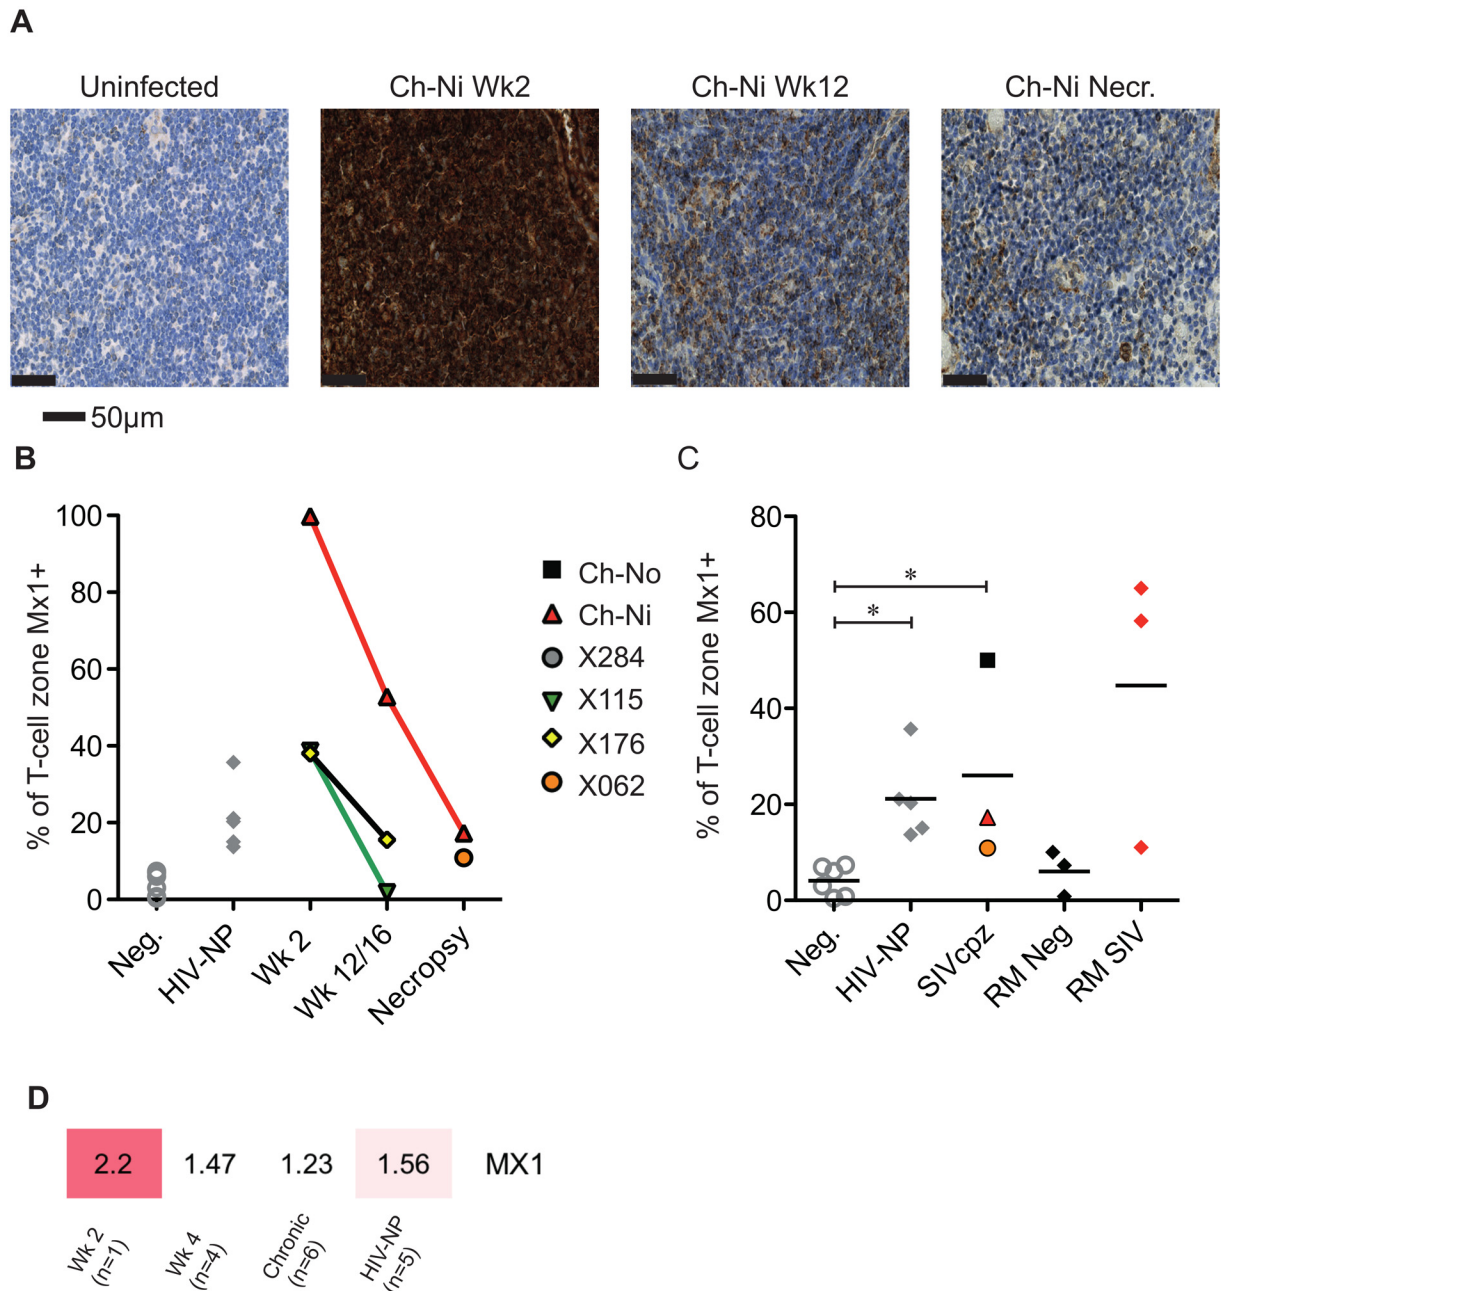 A
Uninfected
Ch-Ni Wk2
Ch-Ni Wk12
Ch-Ni Necr.
50µm
B
% of T-cell zone Mx1+
100
80
60
40
20
0
Neg.
HIV-NP
Wk 2
Wk 12/16
Necropsy
Ch-No
Ch-Ni
X284
X115
X176
X062
C
% of T-cell zone Mx1+
80
60
40
20
0
*
*
Neg.
HIV-NP
SIVcpz
RM Neg
RM SIV
D
2.2 1.47 1.23 1.56 MX1
Wk 2
(n=1)
Wk 4
(n=4)
Chronic
(n=6)
HIV-NP
(n=5)